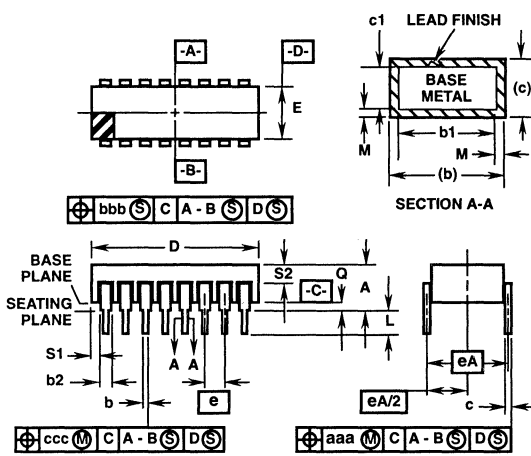 c1 LEAD FINISH
-A- -D-
BASE
METAL
(c)
E
b1
M
M
-B-
(b)
SECTION A-A
⌖ bbb Ⓢ C A - B Ⓢ D Ⓢ
D
BASE
PLANE
S2
Q
-C-
A
SEATING
PLANE
L
S1
eA
A A
b2
e
eA/2
b
c
⌖ ccc Ⓜ C A - B Ⓢ D Ⓢ
⌖ aaa Ⓜ C A - B Ⓢ D Ⓢ